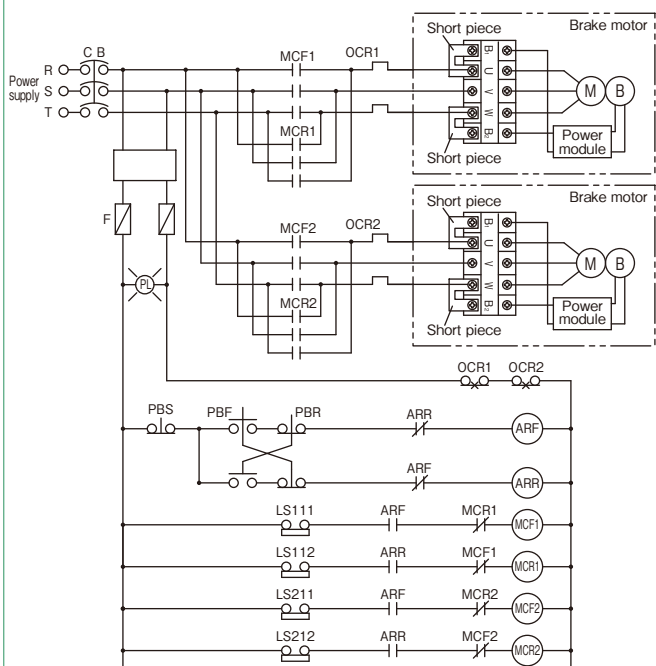 Short piece
Brake motor
C B
MCF1
OCR1
R
Power
supply
S
T
B₁
U
V
W
B₂
M
B
MCR1
Power
module
Short piece
Short piece
Brake motor
F
MCF2
OCR2
B₁
U
V
W
B₂
M
B
PL
MCR2
Power
module
Short piece
OCR1
OCR2
PBS
PBF
PBR
ARR
ARF
ARF
ARR
LS111
ARF
MCR1
MCF1
LS112
ARR
MCF1
MCR1
LS211
ARF
MCR2
MCF2
LS212
ARR
MCF2
MCR2